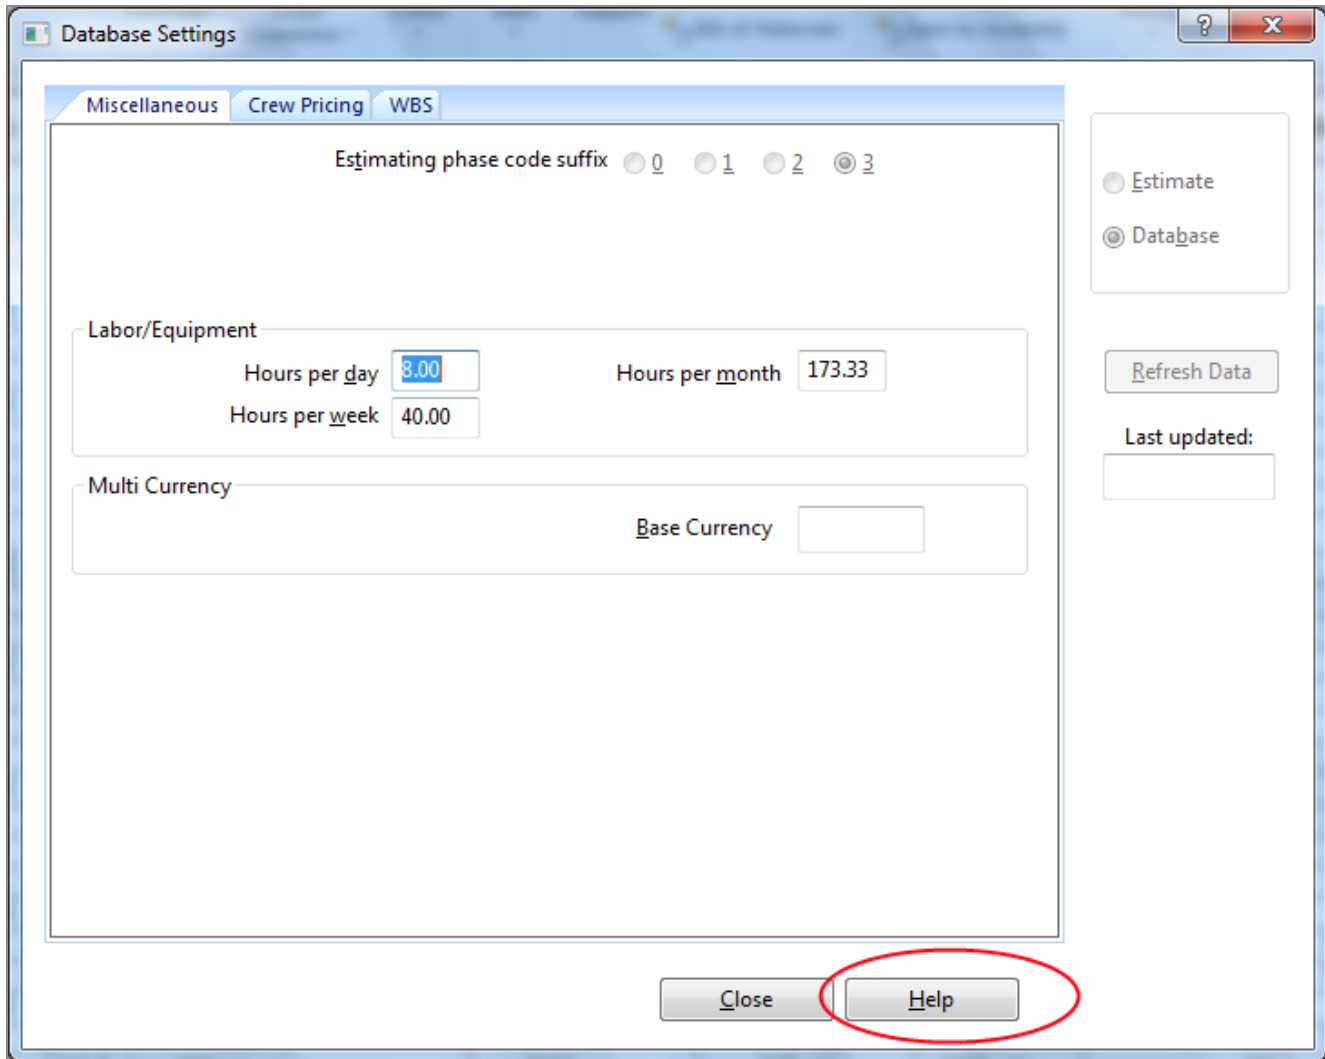 Database Settings
Miscellaneous Crew Pricing WBS
Estimating phase code suffix 0 1 2 3
Estimate
Database
Labor/Equipment
Hours per day 8.00 Hours per month 173.33
Refresh Data
Hours per week 40.00
Last updated:
Multi Currency
Base Currency
Close Help